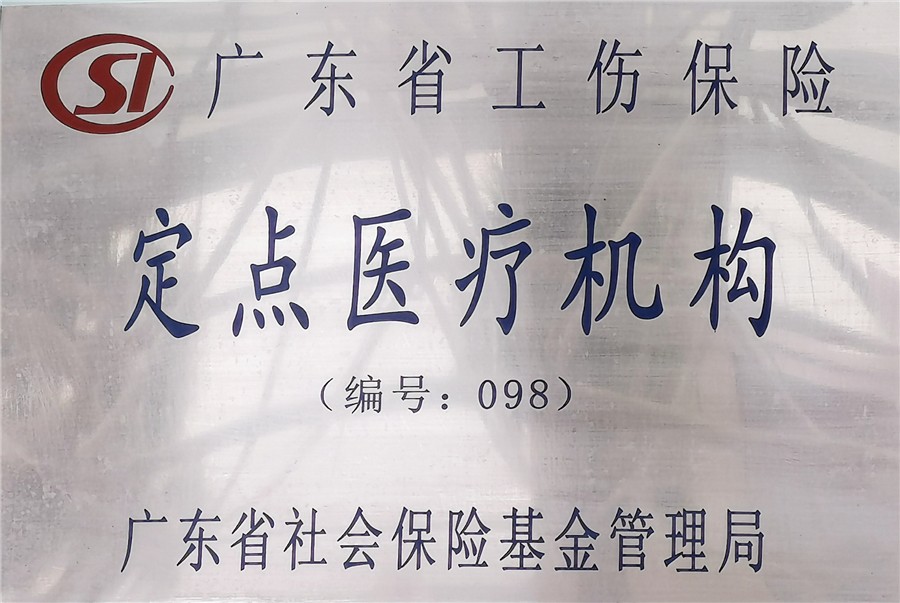 SI 广东省工伤保险
定点医疗机构
（编号：098）
广东省社会保险基金管理局